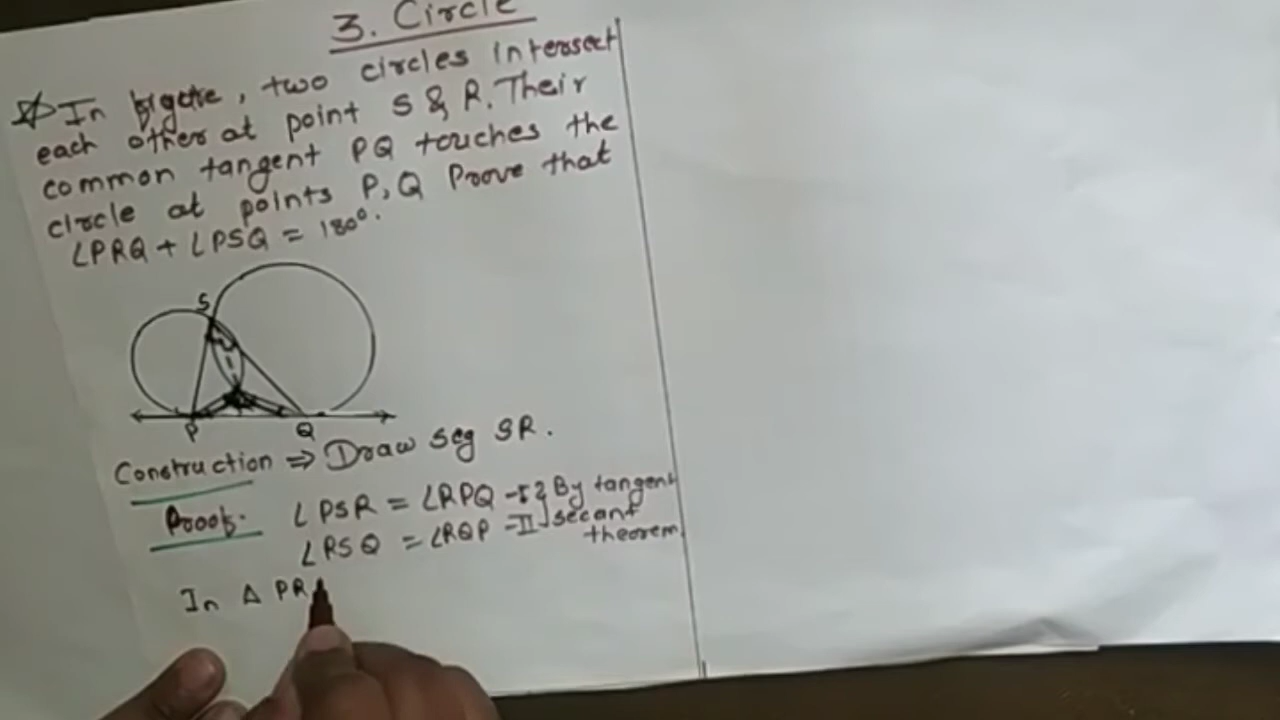 3. Circle
In figure, two circles intersect
each other at point S & R. Their
common tangent PQ touches the
circle at points P, Q Prove that
∠PRQ + ∠PSQ = 180°.
S
P Q
Construction ⇒ Draw seg SR.
Proof:- ∠PSR = ∠RPQ - I } By tangent
∠RSQ = ∠RQP - II secant
theorem
In △ PR